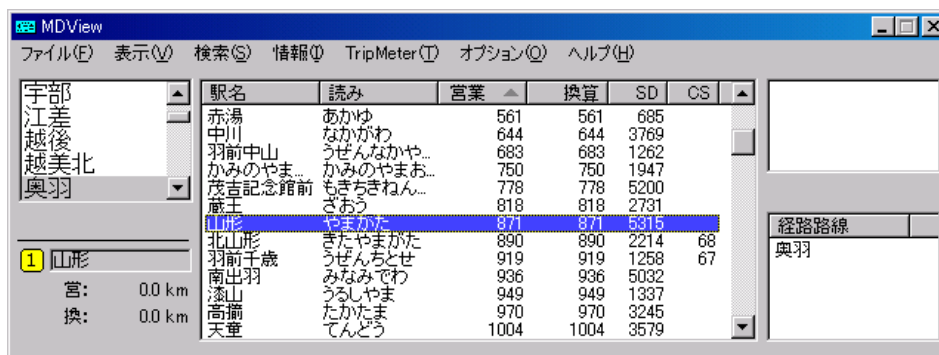 MDView
ファイル(F) 表示(V) 検索(S) 情報(I) TripMeter(T) オプション(O) ヘルプ(H)
宇部
江差
越後
越美北
奥羽
1 山形
営: 0.0 km
換: 0.0 km
駅名 読み 営業 換算 SD CS
赤湯 あかゆ 561 561 685
中川 なかがわ 644 644 3769
羽前中山 うぜんなかや... 683 683 1262
かみのやま... かみのやまお... 750 750 1947
茂吉記念館前 もきちきねん... 778 778 5200
蔵王 ざおう 818 818 2731
山形 やまがた 871 871 5315
北山形 きたやまがた 890 890 2214 68
羽前千歳 うぜんちとせ 919 919 1258 67
南出羽 みなみでわ 936 936 5032
漆山 うるしやま 949 949 1337
高擶 たかたま 970 970 3245
天童 てんどう 1004 1004 3579
経路路線
奥羽